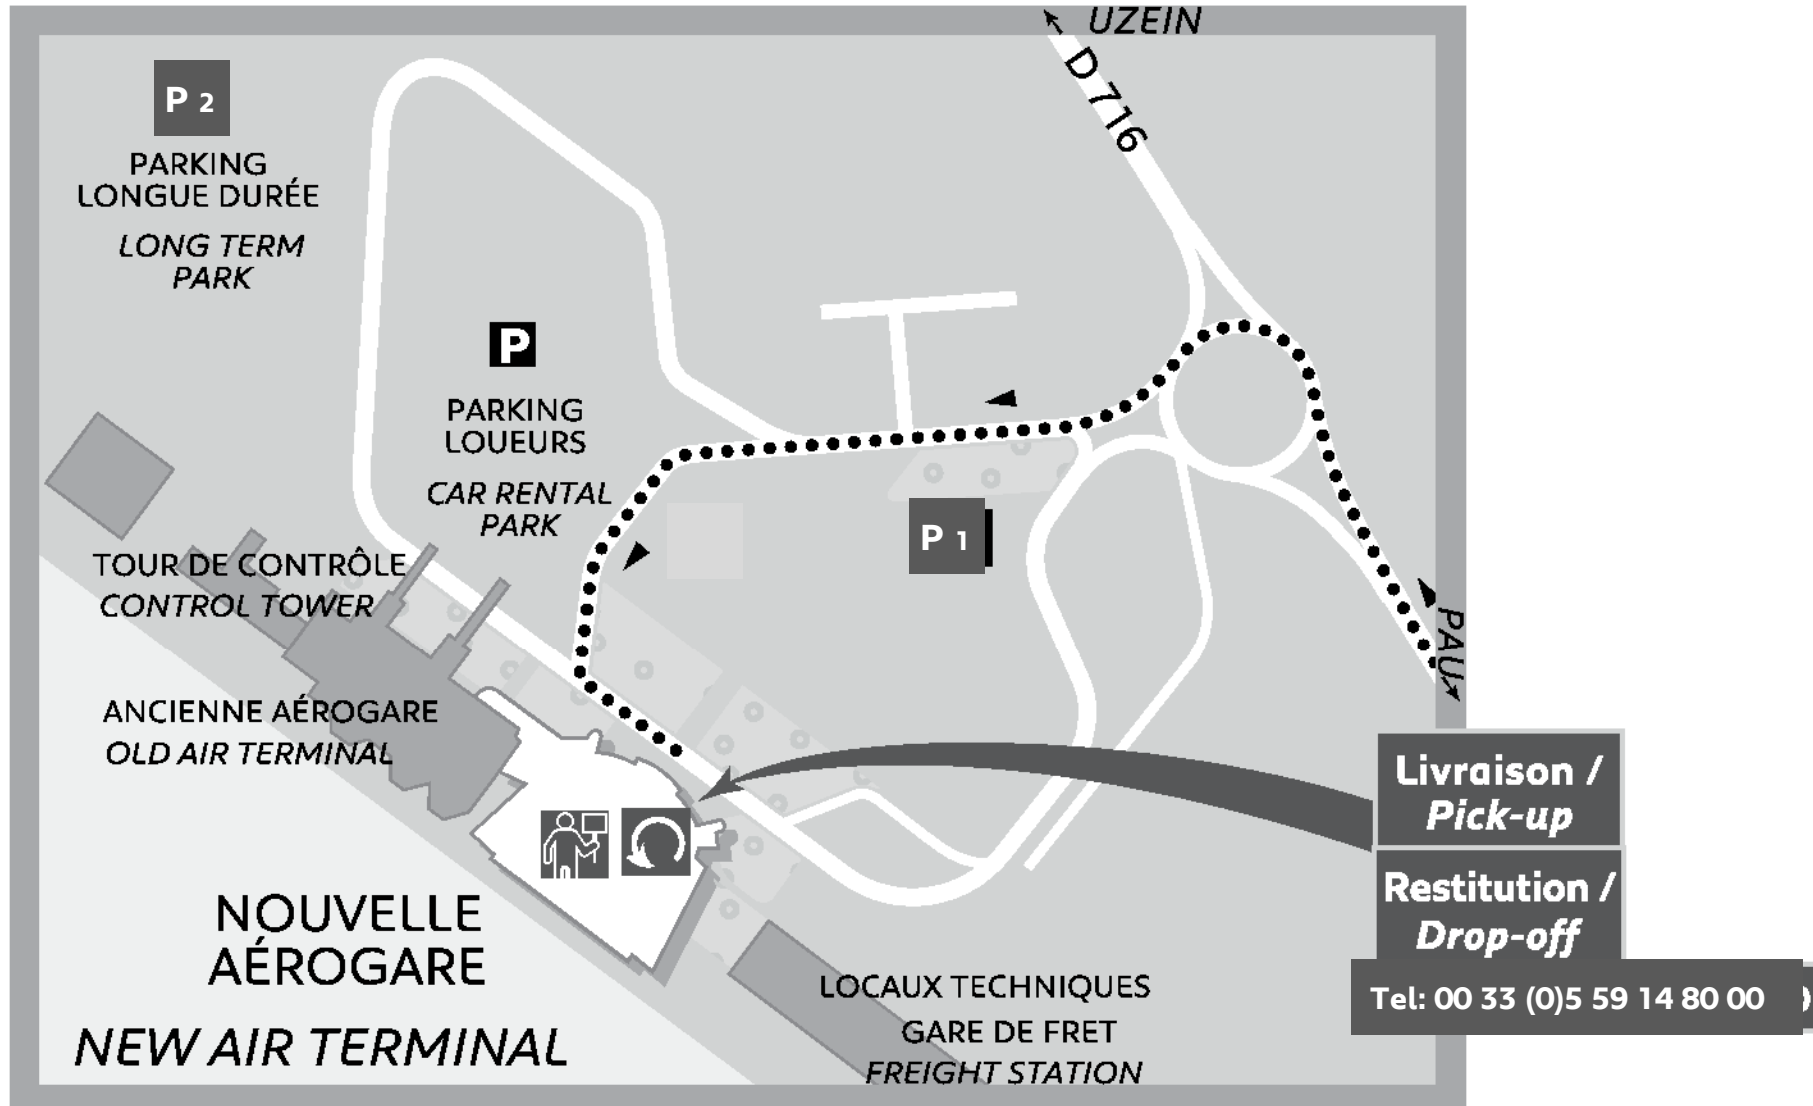 UZEIN
D 716
P 2
PARKING
LONGUE DURÉE
LONG TERM
PARK
P
PARKING
LOUEURS
CAR RENTAL
PARK
P 1
TOUR DE CONTRÔLE
CONTROL TOWER
PAU
ANCIENNE AÉROGARE
OLD AIR TERMINAL
Livraison /
Pick-up
Restitution /
Drop-off
Tel: 00 33 (0)5 59 14 80 00
NOUVELLE
AÉROGARE
NEW AIR TERMINAL
LOCAUX TECHNIQUES
GARE DE FRET
FREIGHT STATION